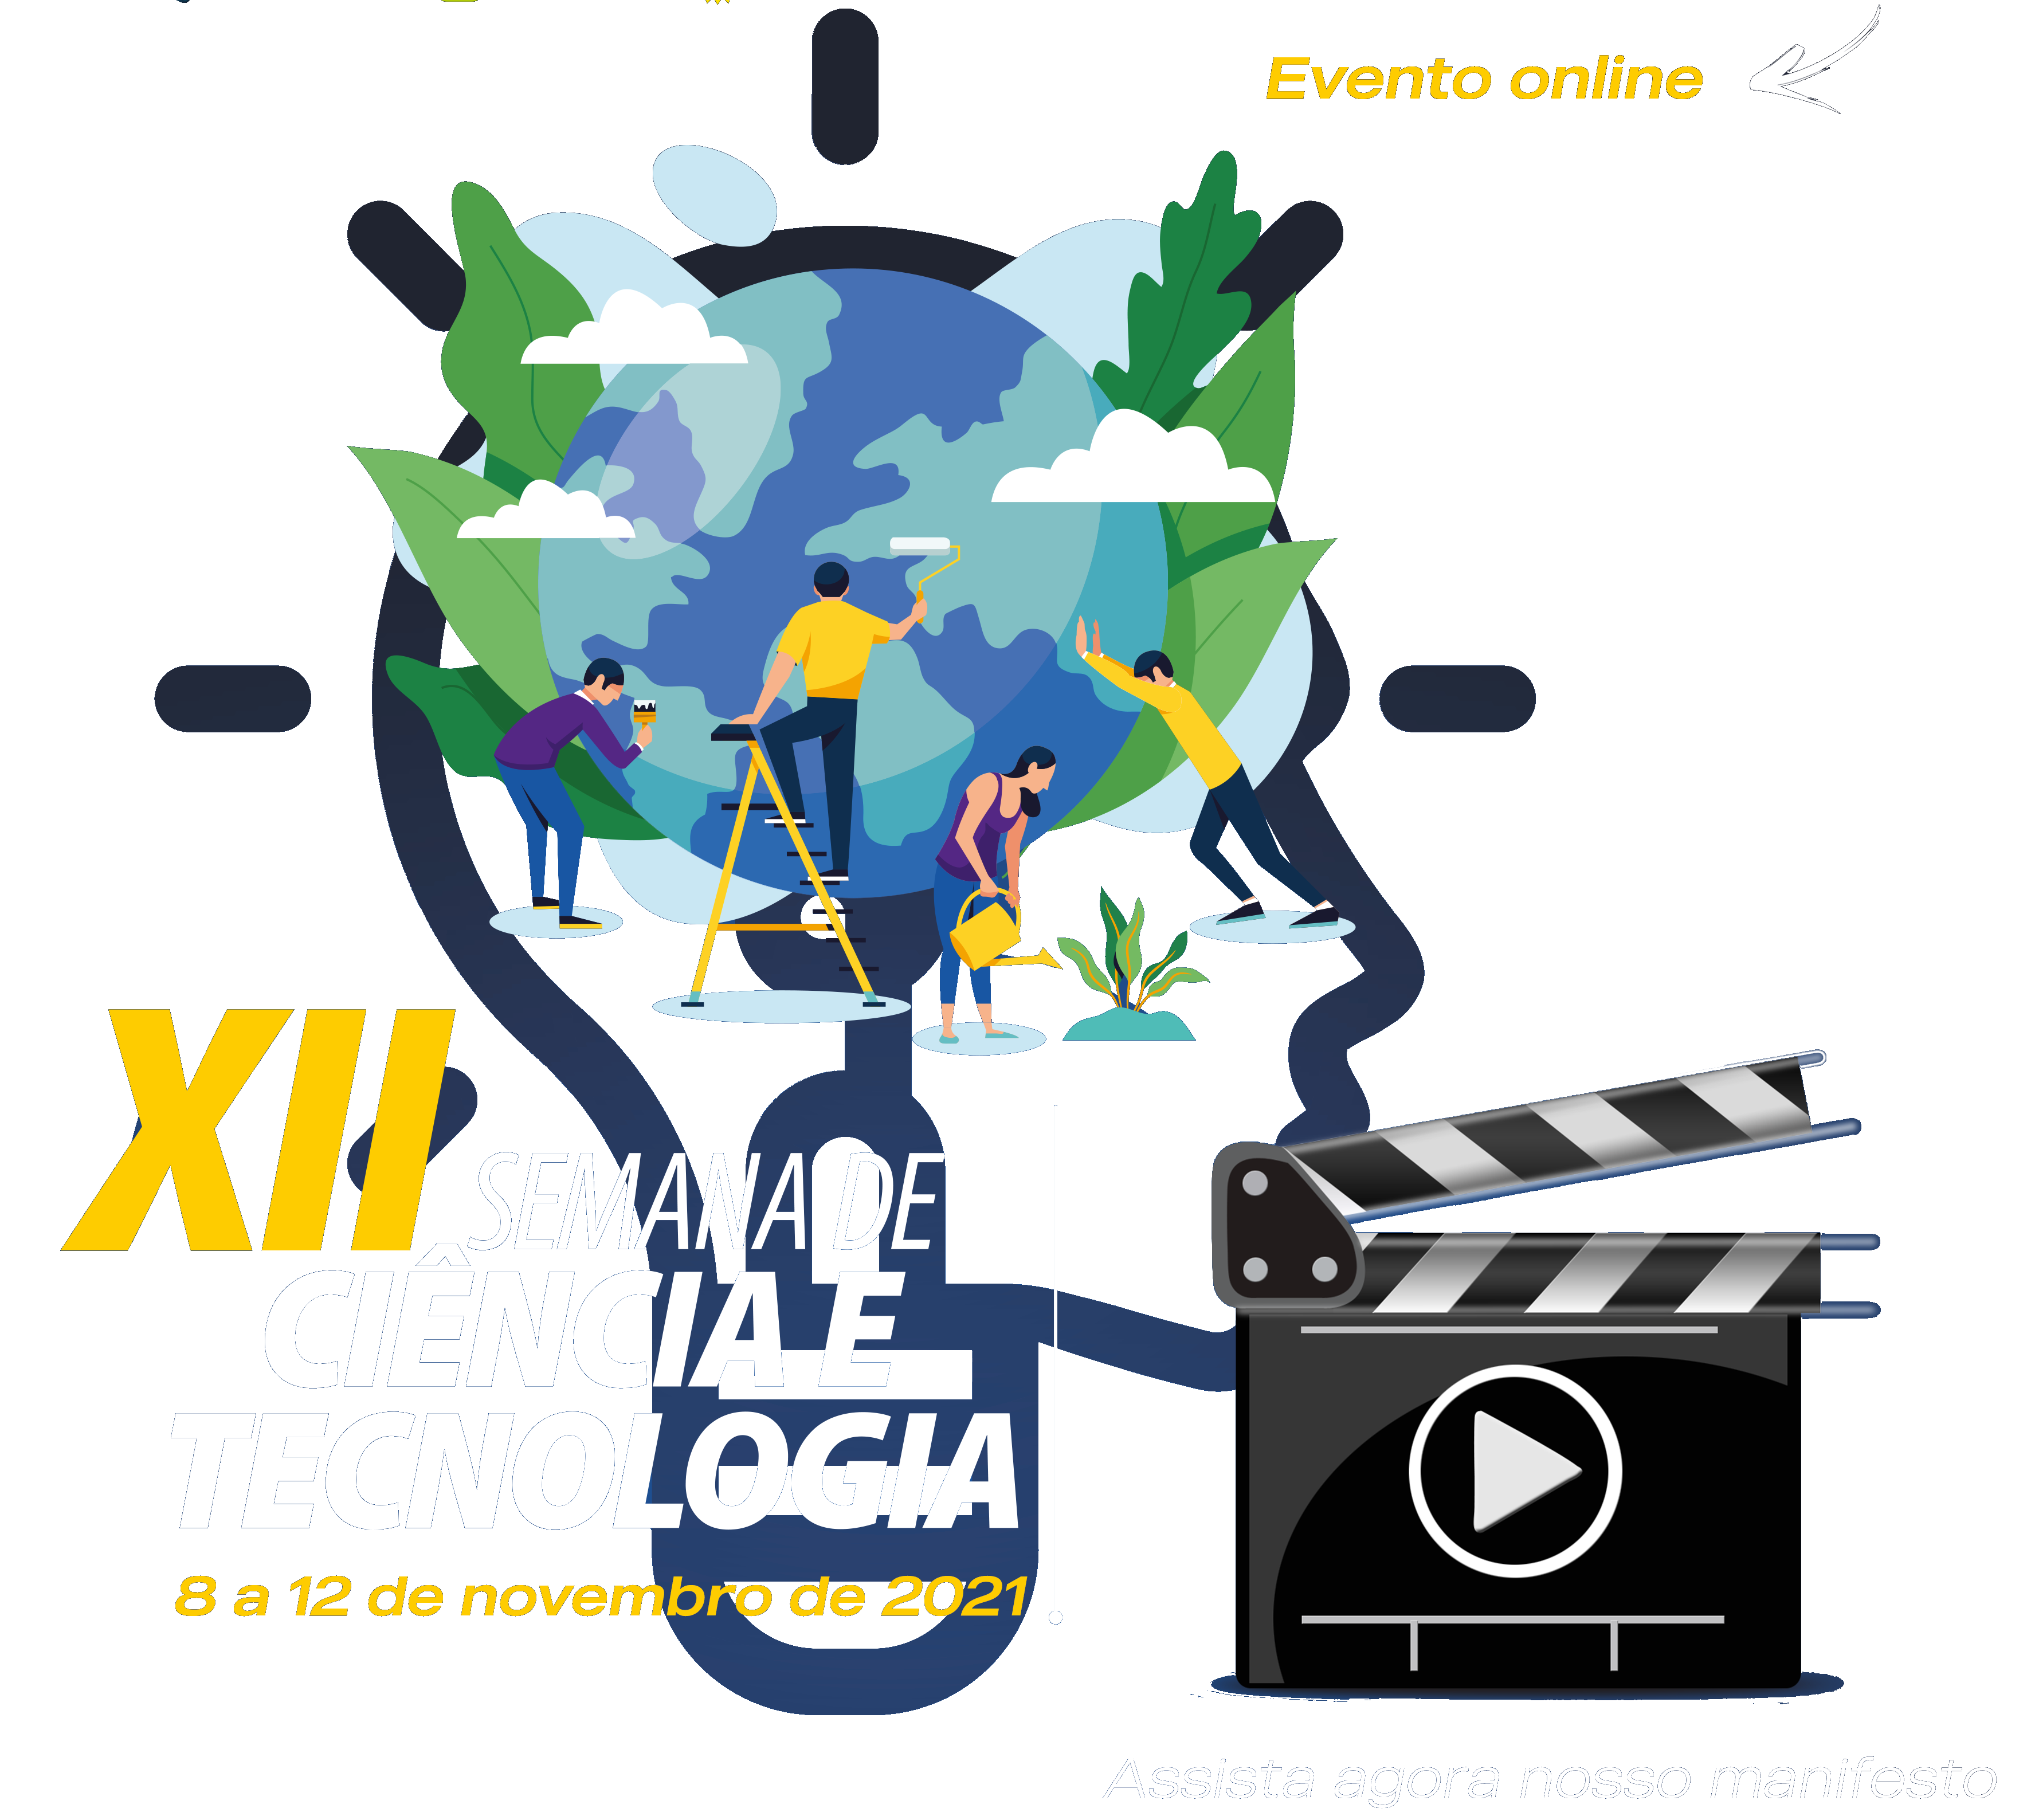 Evento online
XII
SEMANA DE
CIÊNCIA E
TECNOLOGIA
8 a 12 de novembro de 2021
Assista agora nosso manifesto